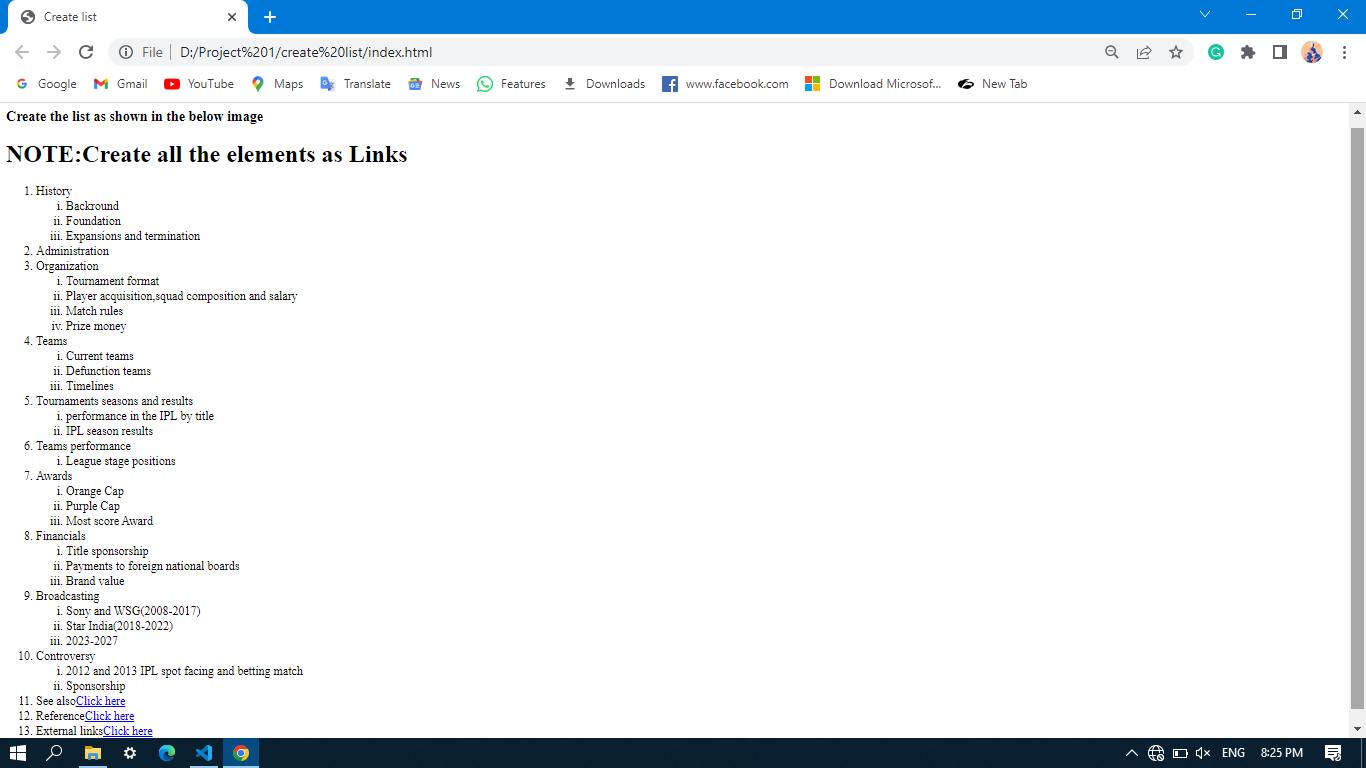 Create list
File D:/Project%201/create%20list/index.html
Google Gmail YouTube Maps Translate News Features Downloads www.facebook.com Download Microsof... New Tab
Create the list as shown in the below image
NOTE:Create all the elements as Links
1. History
i. Backround
ii. Foundation
iii. Expansions and termination
2. Administration
3. Organization
i. Tournament format
ii. Player acquisition,squad composition and salary
iii. Match rules
iv. Prize money
4. Teams
i. Current teams
ii. Defunction teams
iii. Timelines
5. Tournaments seasons and results
i. performance in the IPL by title
ii. IPL season results
6. Teams performance
i. League stage positions
7. Awards
i. Orange Cap
ii. Purple Cap
iii. Most score Award
8. Financials
i. Title sponsorship
ii. Payments to foreign national boards
iii. Brand value
9. Broadcasting
i. Sony and WSG(2008-2017)
ii. Star India(2018-2022)
iii. 2023-2027
10. Controversy
i. 2012 and 2013 IPL spot facing and betting match
ii. Sponsorship
11. See alsoClick here
12. ReferenceClick here
13. External linksClick here
ENG 8:25 PM